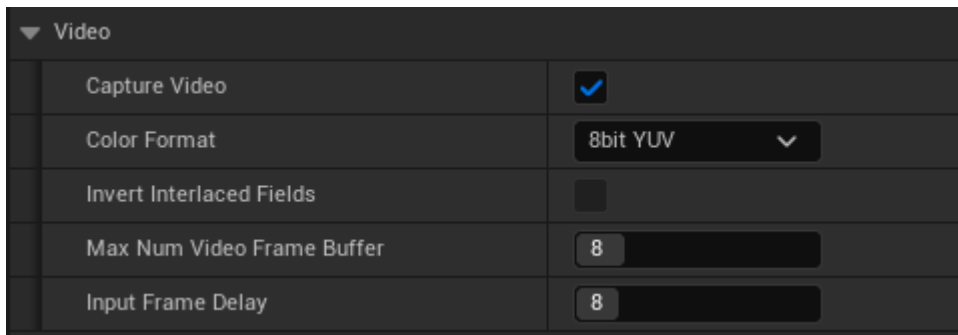 Video
Capture Video
Color Format 8bit YUV
Invert Interlaced Fields
Max Num Video Frame Buffer 8
Input Frame Delay 8